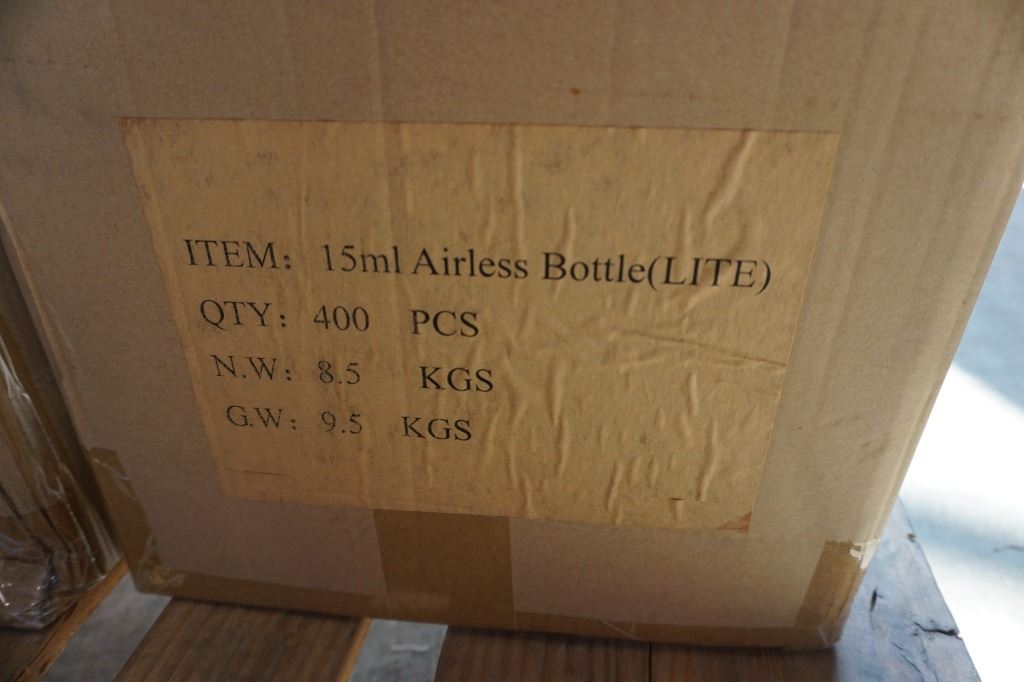 ITEM: 15ml Airless Bottle(LITE)
QTY: 400 PCS
N.W: 8.5 KGS
G.W: 9.5 KGS